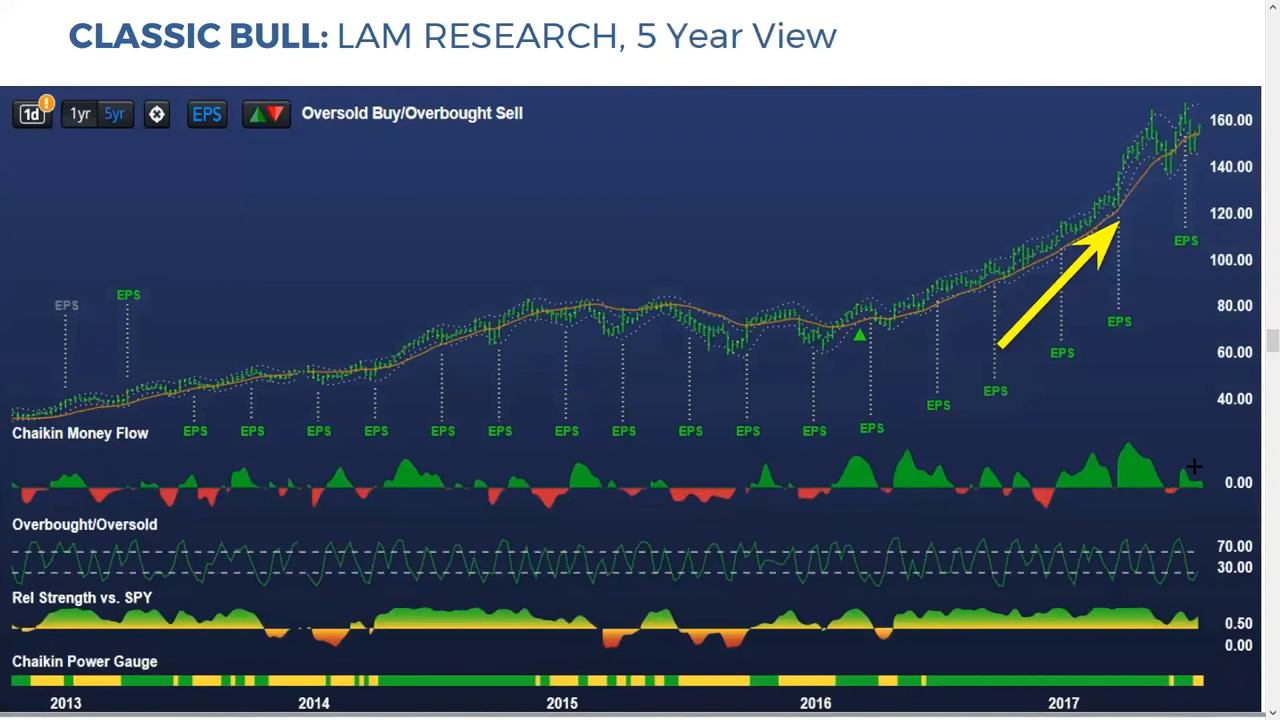 CLASSIC BULL: LAM RESEARCH, 5 Year View
1d ! 1yr 5yr EPS Oversold Buy/Overbought Sell
160.00
140.00
120.00
100.00
80.00
60.00
40.00
EPS EPS
EPS
EPS
EPS
EPS
EPS
EPS EPS EPS EPS EPS EPS EPS EPS EPS EPS EPS EPS
Chaikin Money Flow
0.00
Overbought/Oversold
70.00
30.00
Rel Strength vs. SPY
0.50
0.00
Chaikin Power Gauge
2013 2014 2015 2016 2017